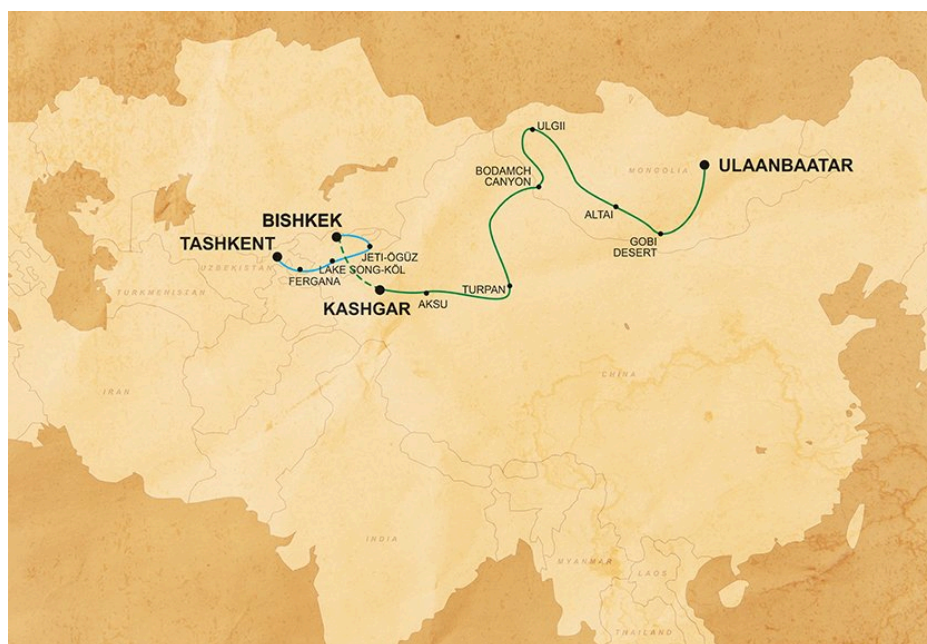 ULGII
ULAANBAATAR
MONGOLIA
BODAMCH
CANYON
ALTAI
GOBI
DESERT
BISHKEK
TASHKENT
JETI-ÖGÜZ
LAKE SONG-KÖL
UZBEKISTAN
FERGANA
TURPAN
TURKMENISTAN
KASHGAR
AKSU
CHINA
IRAN
INDIA
MYANMAR
LAOS
THAILAND